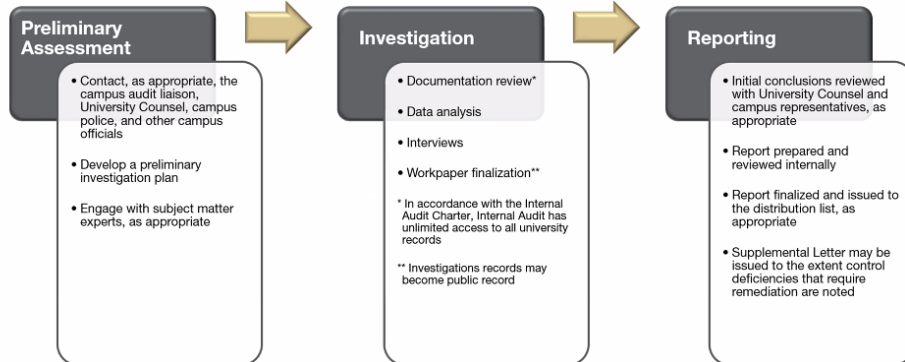 Preliminary
Assessment
• Contact, as appropriate, the
campus audit liaison,
University Counsel, campus
police, and other campus
officials
• Develop a preliminary
investigation plan
• Engage with subject matter
experts, as appropriate
Investigation
• Documentation review*
• Data analysis
• Interviews
• Workpaper finalization**
* In accordance with the Internal
Audit Charter, Internal Audit has
unlimited access to all university
records
** Investigations records may
become public record
Reporting
• Initial conclusions reviewed
with University Counsel and
campus representatives, as
appropriate
• Report prepared and
reviewed internally
• Report finalized and issued to
the distribution list, as
appropriate
• Supplemental Letter may be
issued to the extent control
deficiencies that require
remediation are noted